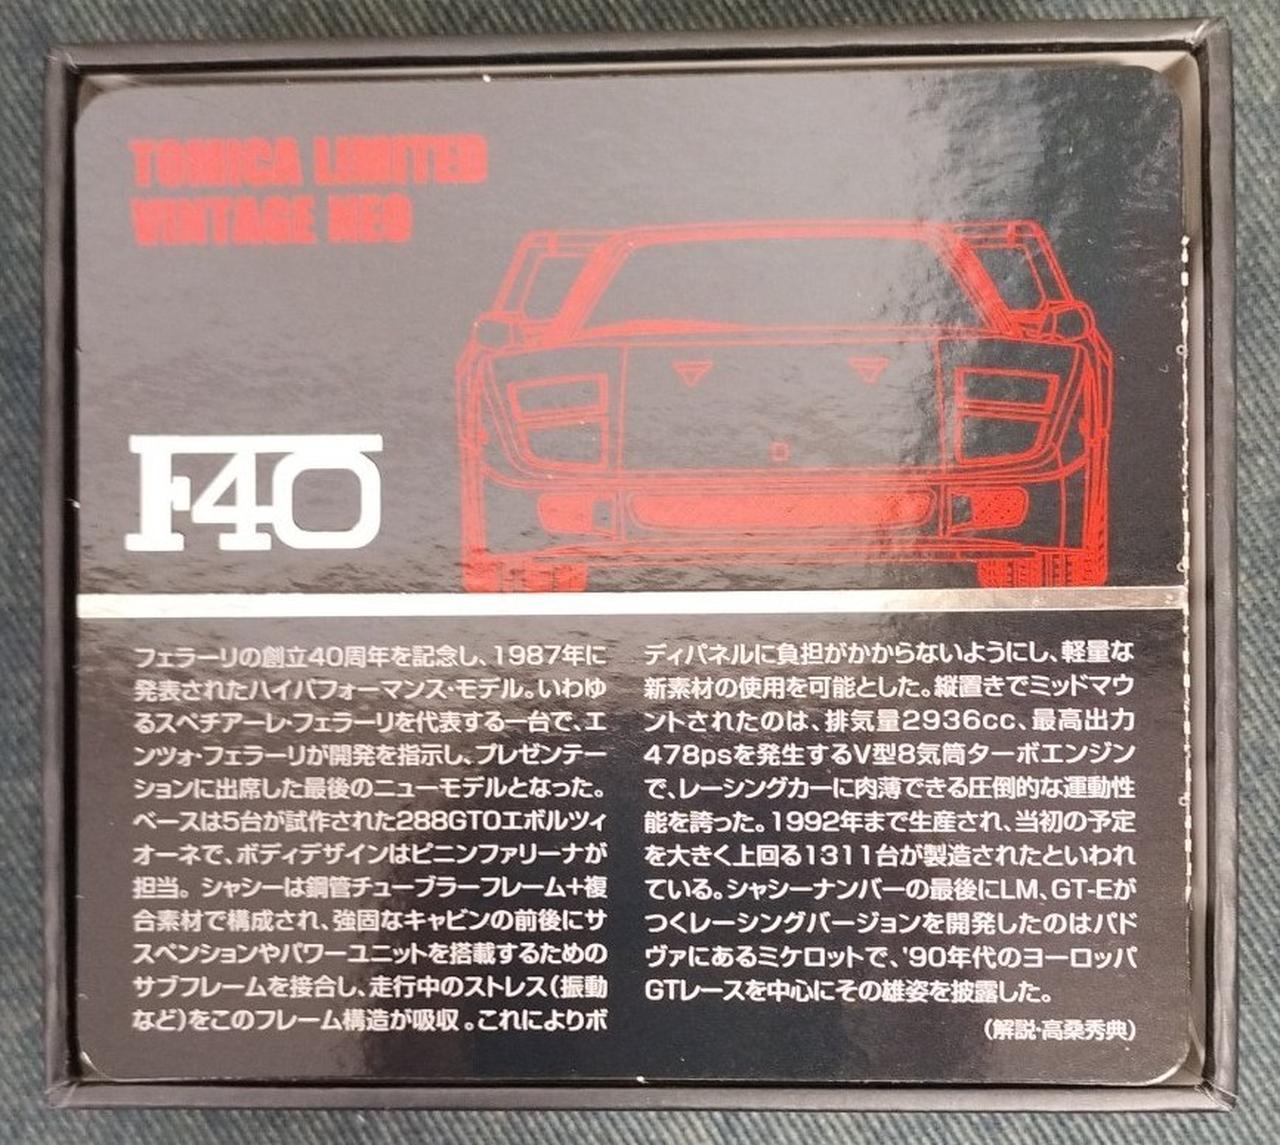 TOMICA LIMITED
VINTAGE NEO
F40
フェラーリの創立40周年を記念し、1987年に
発表されたハイパフォーマンス・モデル。いわゆ
るスペチアーレ・フェラーリを代表する一台で、エ
ンツォ・フェラーリが開発を指示し、プレゼンテー
ションに出席した最後のニューモデルとなった。
ベースは5台が試作された288GTOエボルツィ
オーネで、ボディデザインはピニンファリーナが
担当。シャシーは鋼管チューブラーフレーム+複
合素材で構成され、強固なキャビンの前後にサ
スペンションやパワーユニットを搭載するための
サブフレームを接合し、走行中のストレス(振動
など)をこのフレーム構造が吸収。これによりボ
ディパネルに負担がかからないようにし、軽量な
新素材の使用を可能とした。縦置きでミッドマウ
ントされたのは、排気量2936cc、最高出力
478psを発生するV型8気筒ターボエンジン
で、レーシングカーに肉薄できる圧倒的な運動性
能を誇った。1992年まで生産され、当初の予定
を大きく上回る1311台が製造されたといわれ
ている。シャシーナンバーの最後にLM、GT-Eが
つくレーシングバージョンを開発したのはパド
ヴァにあるミケロットで、'90年代のヨーロッパ
GTレースを中心にその雄姿を披露した。
(解説・高桑秀典)